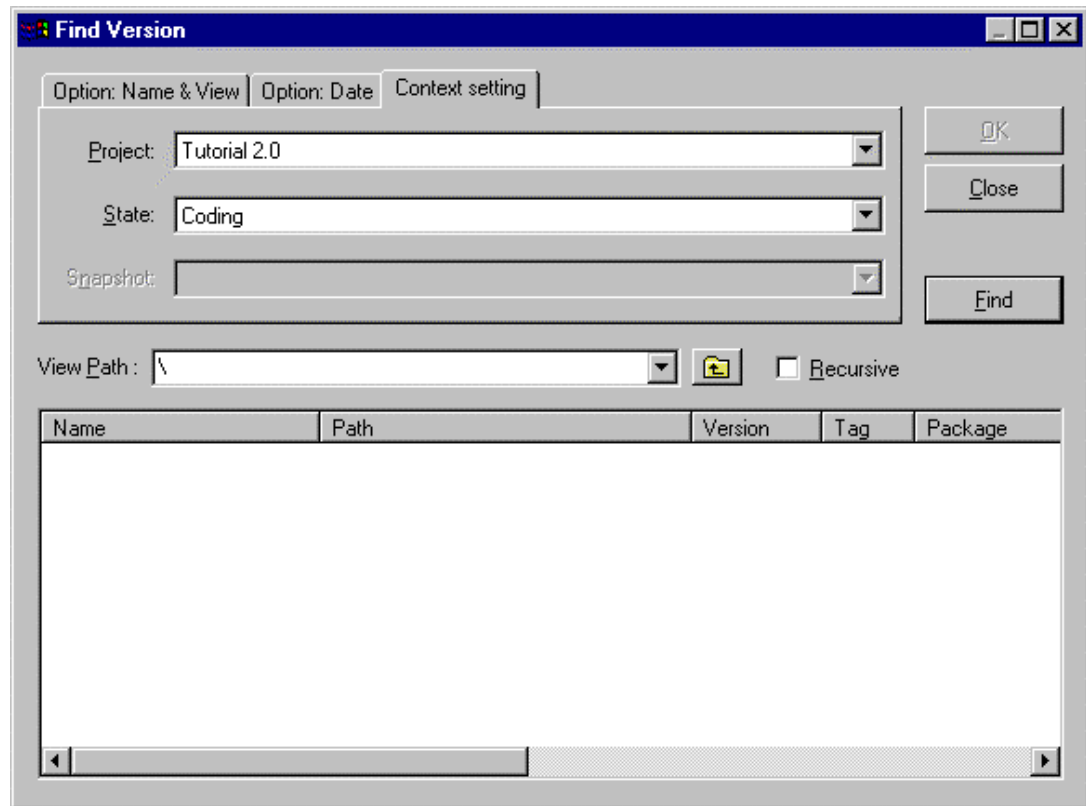 Find Version
Option: Name & View Option: Date Context setting
Project: Tutorial 2.0
OK
State: Coding
Close
Snapshot:
Find
View Path : \ Recursive
Name Path Version Tag Package